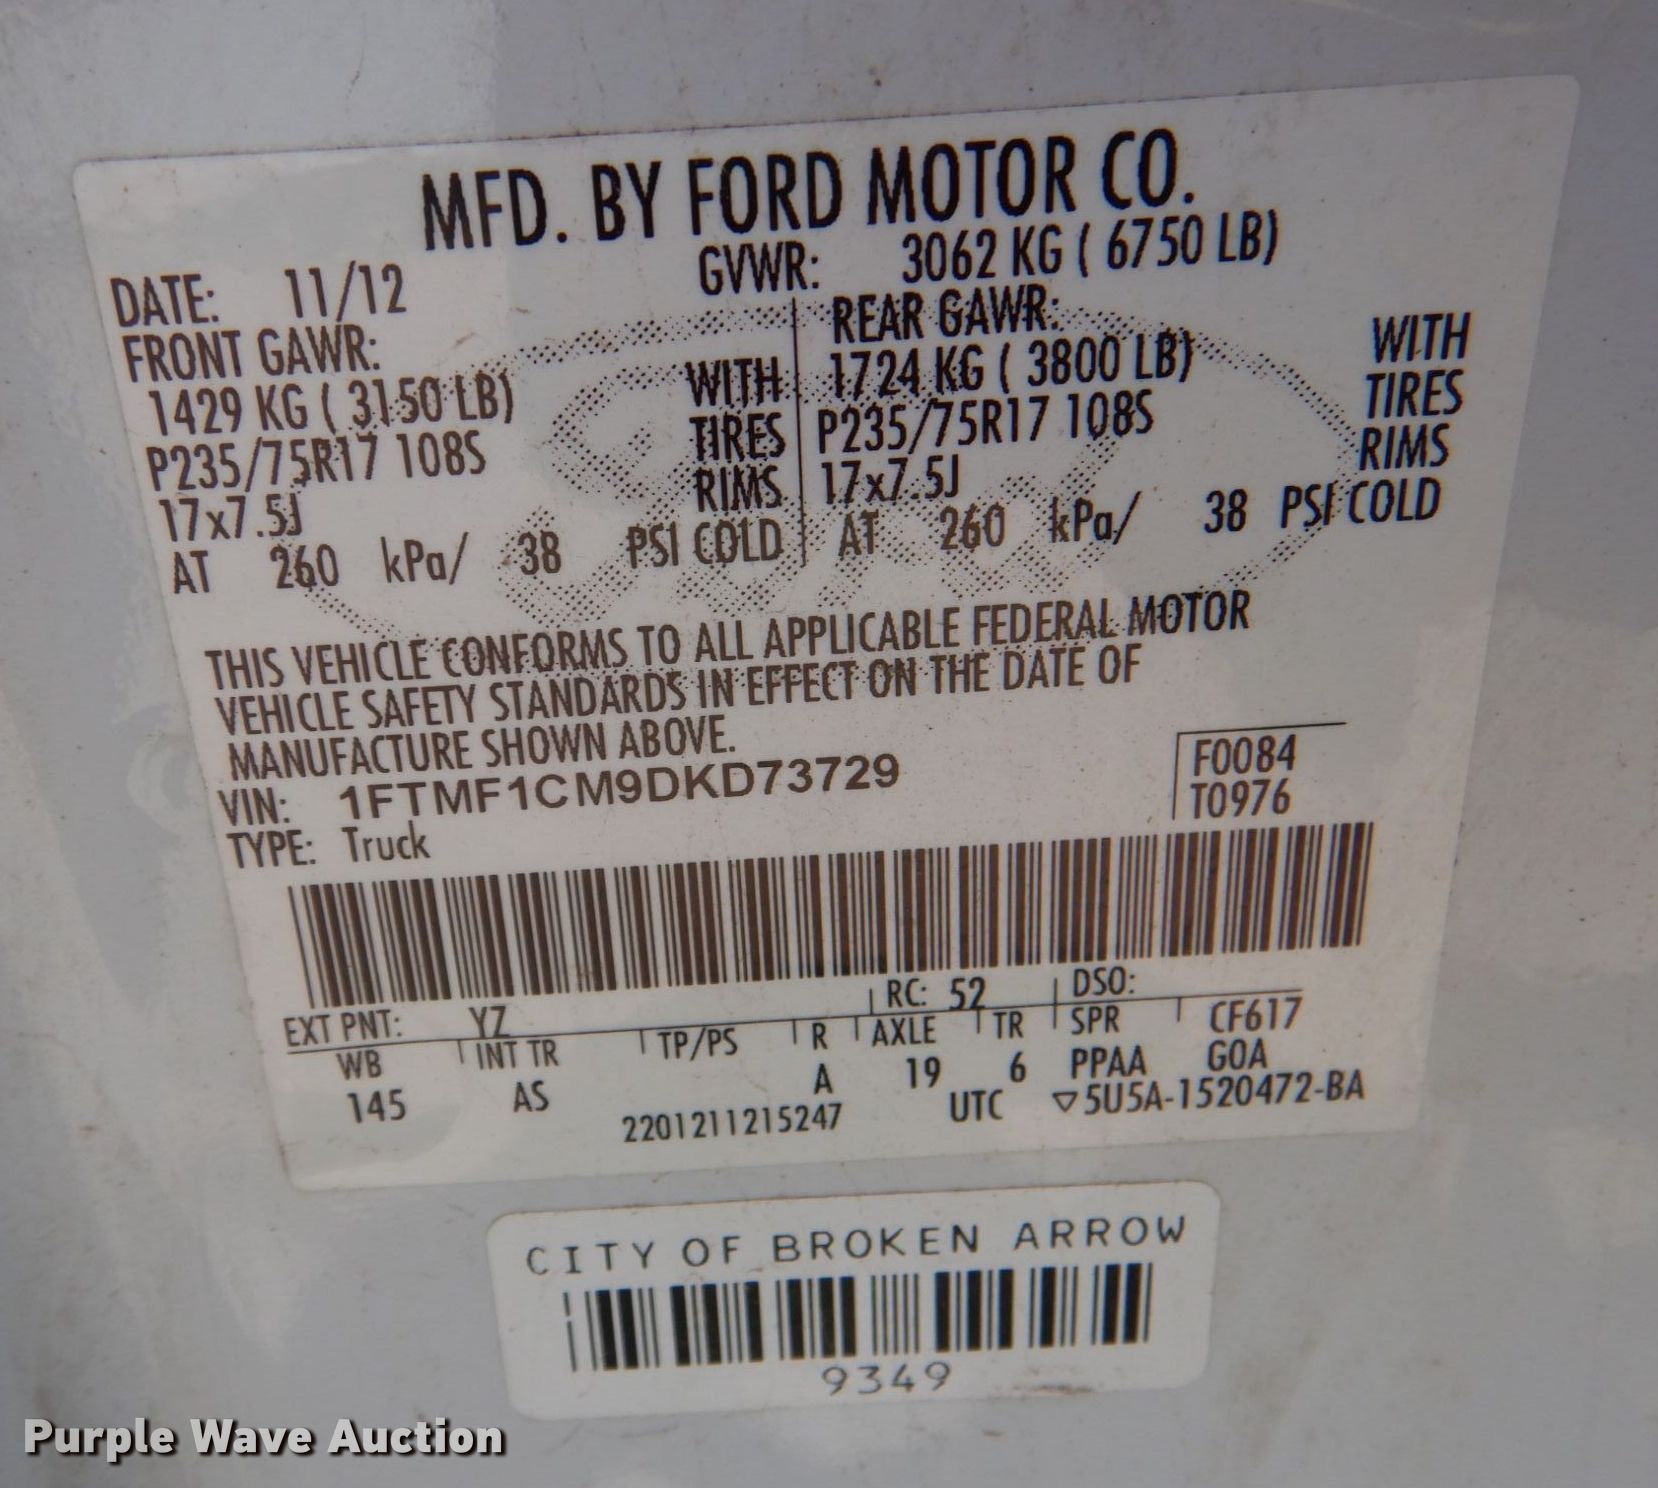 MFD. BY FORD MOTOR CO.
DATE: 11/12 GVWR: 3062 KG ( 6750 LB)
FRONT GAWR: REAR GAWR:
1429 KG ( 3150 LB) WITH 1724 KG ( 3800 LB) WITH
P235/75R17 108S TIRES P235/75R17 108S TIRES
17x7.5J RIMS 17x7.5J RIMS
AT 260 kPa/ 38 PSI COLD AT 260 kPa/ 38 PSI COLD
THIS VEHICLE CONFORMS TO ALL APPLICABLE FEDERAL MOTOR
VEHICLE SAFETY STANDARDS IN EFFECT ON THE DATE OF
MANUFACTURE SHOWN ABOVE.
VIN: 1FTMF1CM9DKD73729 F0084
TYPE: Truck T0976
EXT PNT: YZ RC: 52 DSO:
WB INT TR TP/PS R AXLE TR SPR CF617
145 AS A 19 6 PPAA GOA
2201211215247 UTC ▽5U5A-1520472-BA
CITY OF BROKEN ARROW
9349
Purple Wave Auction